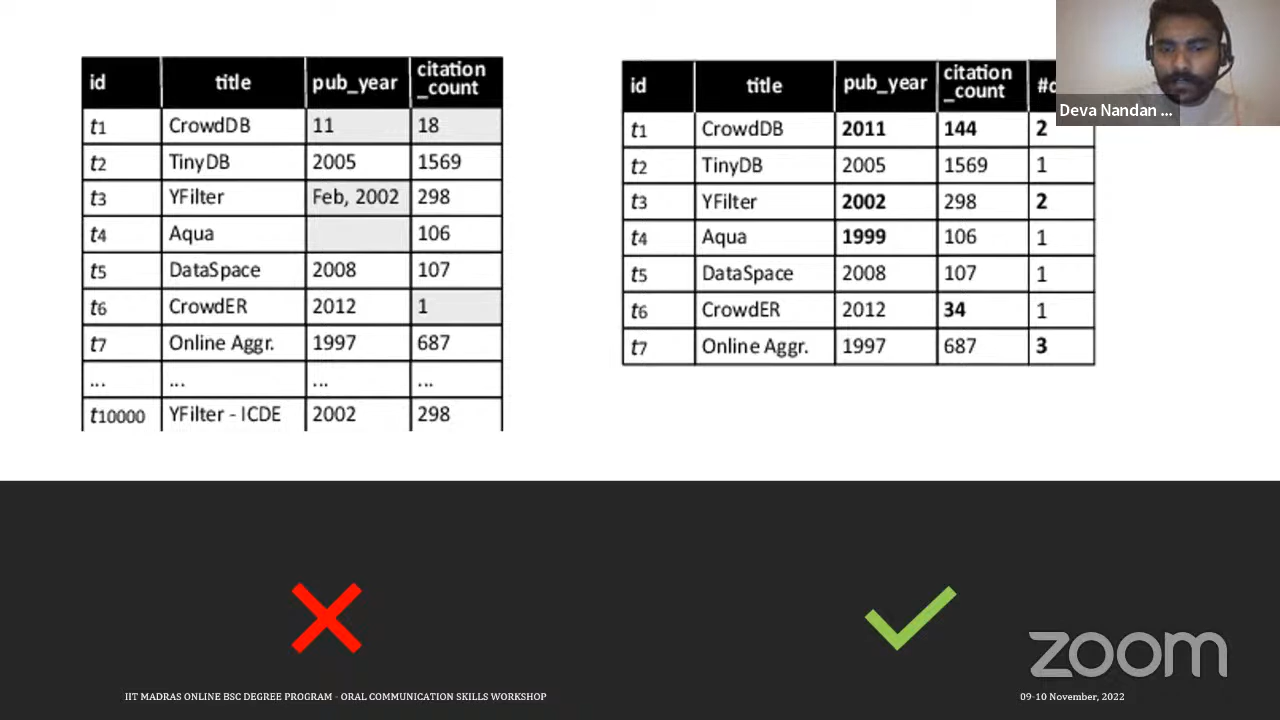 id title pub_year citation_count
t1 CrowdDB 11 18
t2 TinyDB 2005 1569
t3 YFilter Feb, 2002 298
t4 Aqua 106
t5 DataSpace 2008 107
t6 CrowdER 2012 1
t7 Online Aggr. 1997 687
... ... ... ...
t10000 YFilter - ICDE 2002 298
id title pub_year citation_count
t1 CrowdDB 2011 144 2
t2 TinyDB 2005 1569 1
t3 YFilter 2002 298 2
t4 Aqua 1999 106 1
t5 DataSpace 2008 107 1
t6 CrowdER 2012 34 1
t7 Online Aggr. 1997 687 3
Deva Nandan ...
zoom
IIT MADRAS ONLINE BSC DEGREE PROGRAM - ORAL COMMUNICATION SKILLS WORKSHOP
09-10 November, 2022